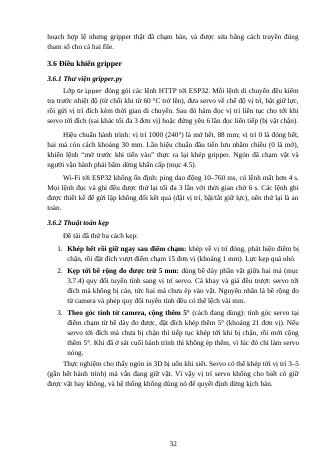 hoạch hợp lệ nhưng gripper thật đã chạm bàn, và được sửa bằng cách truyền đúng
tham số cho cả hai file.
3.6 Điều khiển gripper
3.6.1 Thư viện gripper.py
Lớp Gripper đóng gói các lệnh HTTP tới ESP32. Mỗi lệnh di chuyển đều kiểm
tra trước nhiệt độ (từ chối khi từ 60 °C trở lên), đưa servo về chế độ vị trí, bật giữ lực,
rồi gửi vị trí đích kèm thời gian di chuyển. Sau đó hàm đọc vị trí liên tục cho tới khi
servo tới đích (sai khác tối đa 3 đơn vị) hoặc đứng yên 6 lần đọc liên tiếp (bị vật chặn).
Hiệu chuẩn hành trình: vị trí 1000 (240°) là mở hết, 88 mm; vị trí 0 là đóng hết,
hai má còn cách khoảng 30 mm. Lần hiệu chuẩn đầu tiên lưu nhầm chiều (0 là mở),
khiến lệnh “mở trước khi tiến vào” thực ra lại khép gripper. Ngón đã chạm vật và
người vận hành phải bấm dừng khẩn cấp (mục 4.5).
Wi-Fi tới ESP32 không ổn định: ping dao động 10–760 ms, có lệnh mất hơn 4 s.
Mọi lệnh đọc và ghi đều được thử lại tối đa 3 lần với thời gian chờ 6 s. Các lệnh ghi
được thiết kế để gửi lặp không đổi kết quả (đặt vị trí, bật/tắt giữ lực), nên thử lại là an
toàn.
3.6.2 Thuật toán kẹp
Đề tài đã thử ba cách kẹp:
1. Khép hết rồi giữ ngay sau điểm chạm: khép về vị trí đóng, phát hiện điểm bị
chặn, rồi đặt đích vượt điểm chạm 15 đơn vị (khoảng 1 mm). Lực kẹp quá nhỏ.
2. Kẹp tới bề rộng đo được trừ 5 mm: dùng bề dày phần vật giữa hai má (mục
3.7.4) quy đổi tuyến tính sang vị trí servo. Cả khay và giá đều trượt: servo tới
đích mà không bị cản, tức hai má chưa ép vào vật. Nguyên nhân là bề rộng đo
từ camera và phép quy đổi tuyến tính đều có thể lệch vài mm.
3. Theo góc tính từ camera, cộng thêm 5° (cách đang dùng): tính góc servo tại
điểm chạm từ bề dày đo được, đặt đích khép thêm 5° (khoảng 21 đơn vị). Nếu
servo tới đích mà chưa bị chặn thì tiếp tục khép tới khi bị chặn, rồi mới cộng
thêm 5°. Khi đã ở sát cuối hành trình thì không ép thêm, vì lúc đó chỉ làm servo
nóng.
Thực nghiệm cho thấy ngón in 3D bị uốn khi siết. Servo có thể khép tới vị trí 3–5
(gần hết hành trình) mà vẫn đang giữ vật. Vì vậy vị trí servo không cho biết có giữ
được vật hay không, và hệ thống không dùng nó để quyết định dừng kịch bản.
32